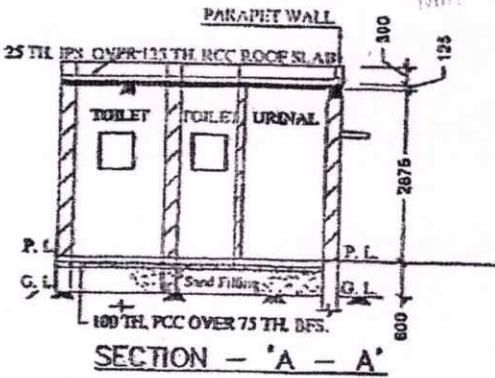 PARAPET WALL
25 TH. IPS OVER 125 TH. RCC ROOF SLAB
300
125
TOILET TOILET URINAL
2875
P. L. P. L.
G. L. Sand Filling G. L.
600
100 TH. PCC OVER 75 TH. BFS.
SECTION - 'A - A'